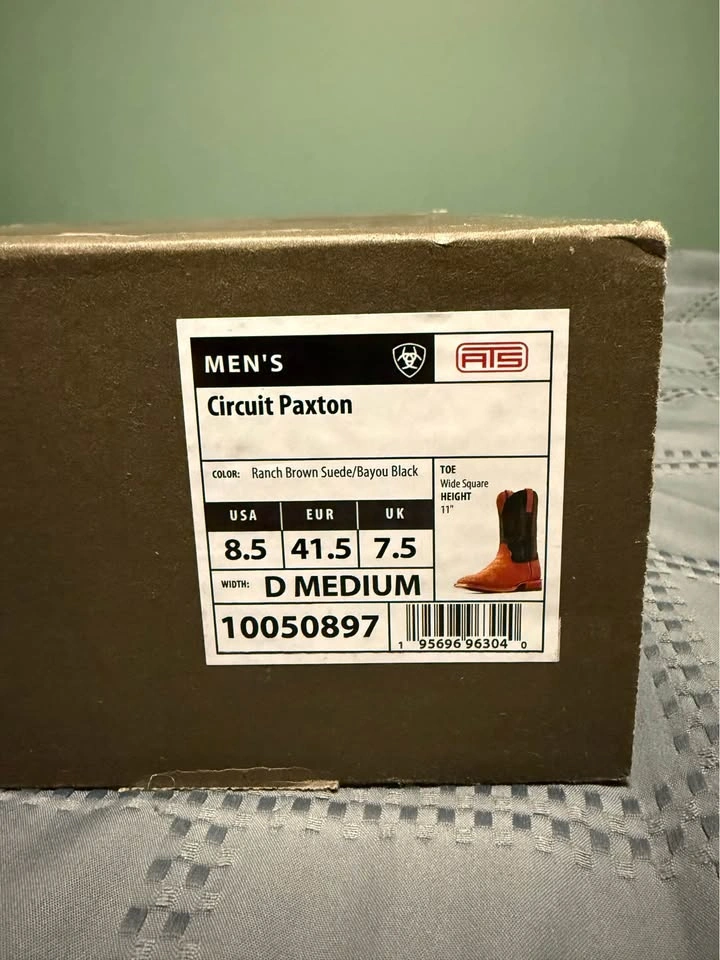 MEN'S
ATS
Circuit Paxton
COLOR: Ranch Brown Suede/Bayou Black
TOE
Wide Square
HEIGHT
11"
USA EUR UK
8.5 41.5 7.5
WIDTH: D MEDIUM
10050897
1 95696 96304 0